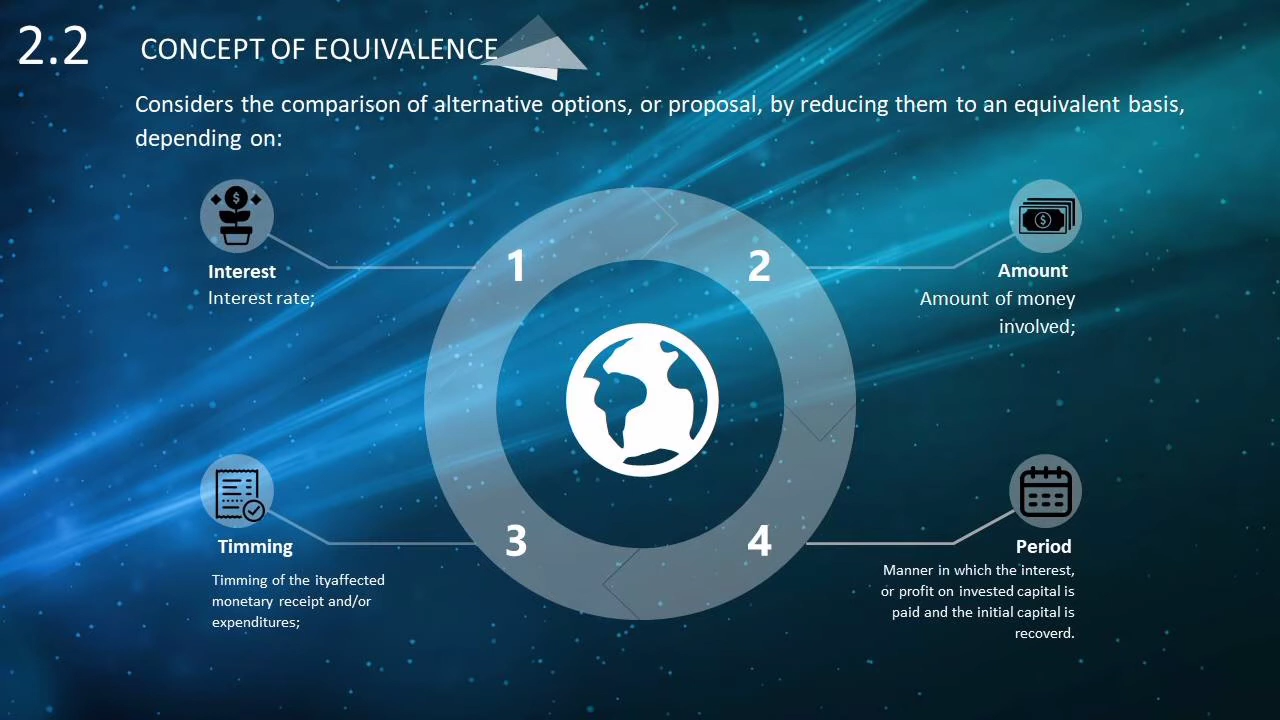 2.2
CONCEPT OF EQUIVALENCE
Considers the comparison of alternative options, or proposal, by reducing them to an equivalent basis,
depending on:
1
Interest
Interest rate;
2
Amount
Amount of money
involved;
3
Timming
Timming of the ityaffected
monetary receipt and/or
expenditures;
4
Period
Manner in which the interest,
or profit on invested capital is
paid and the initial capital is
recoverd.